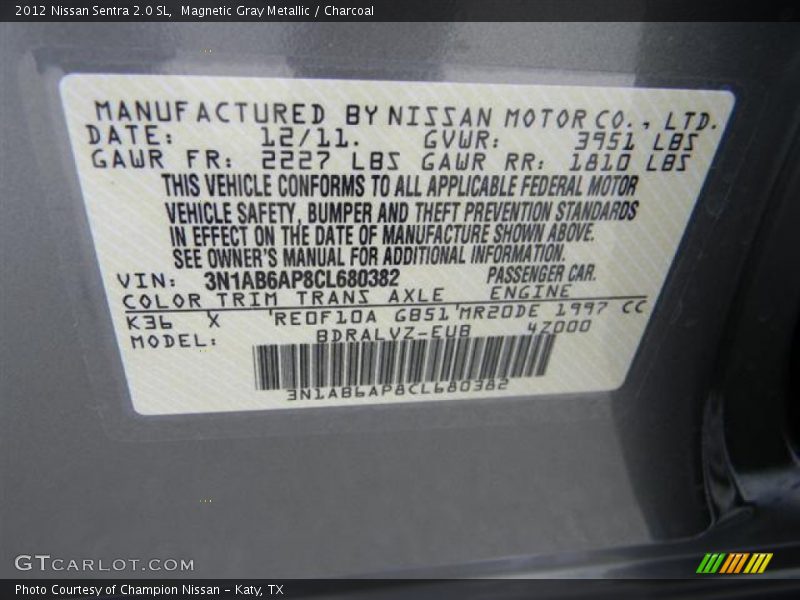 2012 Nissan Sentra 2.0 SL,  Magnetic Gray Metallic / Charcoal
MANUFACTURED BY NISSAN MOTOR CO., LTD.
DATE: 12/11. GVWR: 3951 LBS
GAWR FR: 2227 LBS GAWR RR: 1810 LBS
THIS VEHICLE CONFORMS TO ALL APPLICABLE FEDERAL MOTOR
VEHICLE SAFETY, BUMPER AND THEFT PREVENTION STANDARDS
IN EFFECT ON THE DATE OF MANUFACTURE SHOWN ABOVE.
SEE OWNER'S MANUAL FOR ADDITIONAL INFORMATION.
VIN: 3N1AB6AP8CL680382 PASSENGER CAR.
COLOR TRIM TRANS AXLE ENGINE
K36 X RE0F10A GB51 MR20DE 1997 CC
MODEL: BDRALVZ-EUB 4Z000
3N1AB6AP8CL680382
GTCARLOT.COM
Photo Courtesy of Champion Nissan - Katy, TX